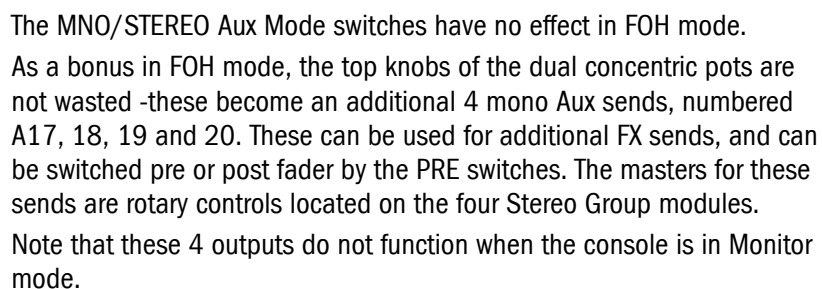 The MNO/STEREO Aux Mode switches have no effect in FOH mode.
As a bonus in FOH mode, the top knobs of the dual concentric pots are
not wasted -these become an additional 4 mono Aux sends, numbered
A17, 18, 19 and 20. These can be used for additional FX sends, and can
be switched pre or post fader by the PRE switches. The masters for these
sends are rotary controls located on the four Stereo Group modules.
Note that these 4 outputs do not function when the console is in Monitor
mode.